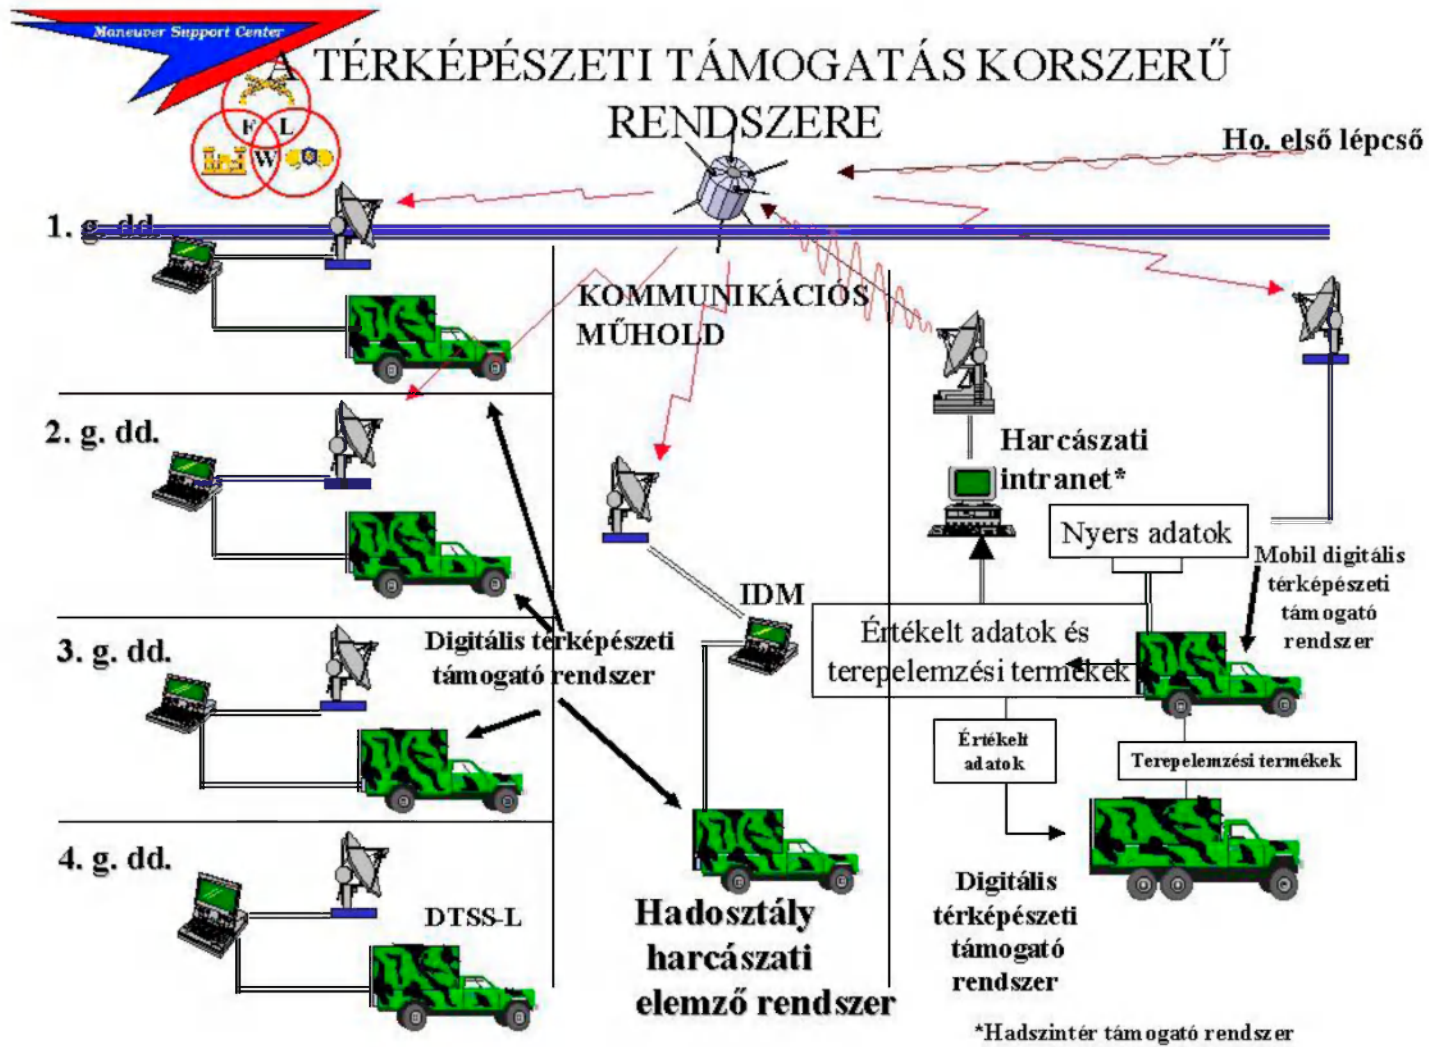 Maneuver Support Center
A TÉRKÉPÉSZETI TÁMOGATÁS KORSZERŰ
RENDSZERE
F L
W
Ho. első lépcső
1. g. dd.
KOMMUNIKÁCIÓS
MŰHOLD
2. g. dd.
Harcászati
intranet*
Nyers adatok
Mobil digitális
térképészeti
támogató
rendszer
IDM
Értékelt adatok és
terepelemzési termékek
3. g. dd.
Digitális térképészeti
támogató rendszer
Értékelt
adatok
Terepelemzési termékek
4. g. dd.
DTSS-L
Hadosztály
harcászati
elemző rendszer
Digitális
térképészeti
támogató
rendszer
*Hadszíntér támogató rendszer